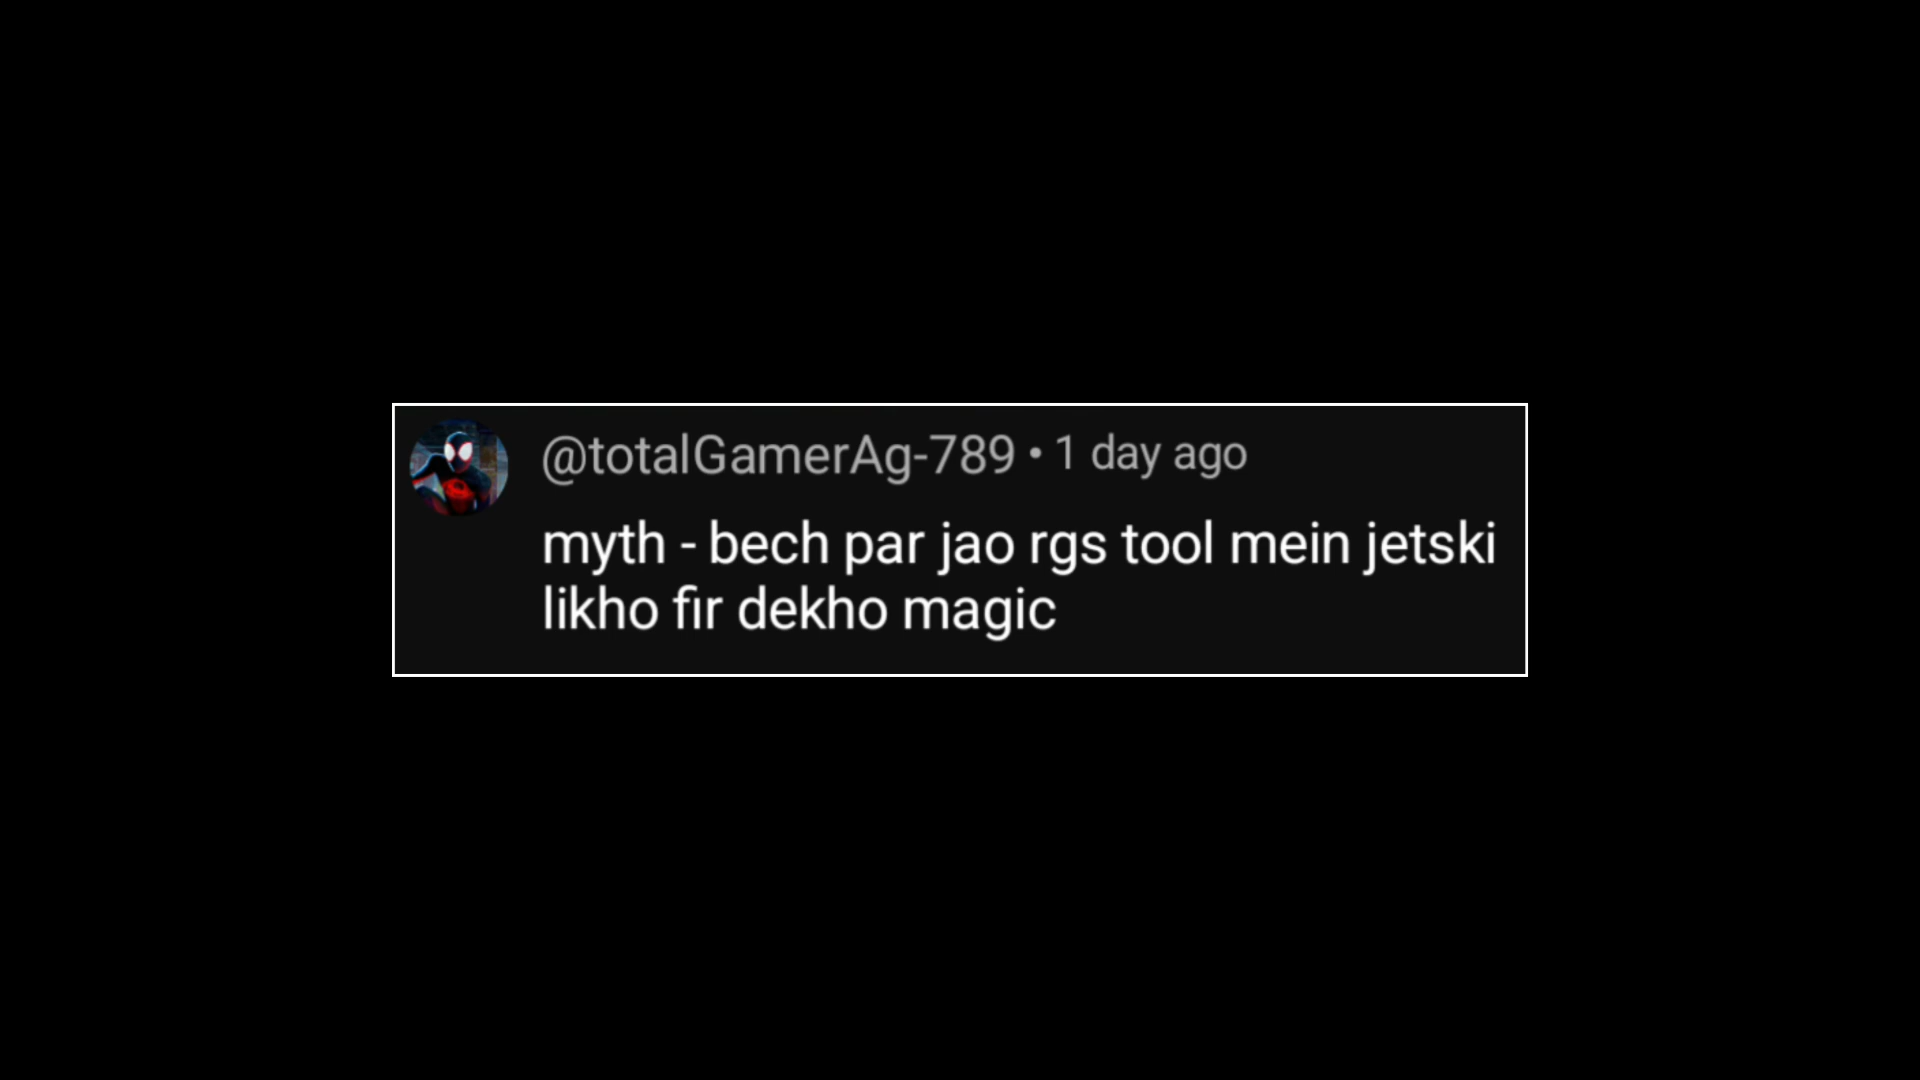 @totalGamerAg-789 • 1 day ago
myth - bech par jao rgs tool mein jetski
likho fir dekho magic